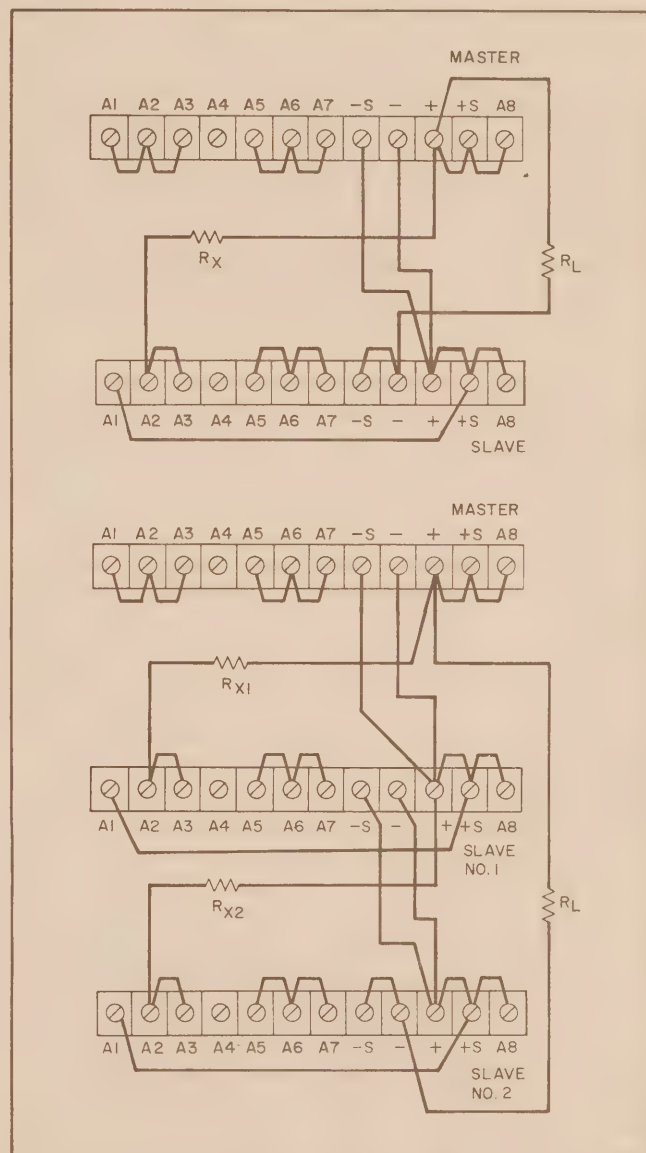 MASTER
A1 A2 A3 A4 A5 A6 A7 -S - + +S A8
RX
RL
A1 A2 A3 A4 A5 A6 A7 -S - + +S A8
SLAVE
MASTER
A1 A2 A3 A4 A5 A6 A7 -S - + +S A8
RX1
A1 A2 A3 A4 A5 A6 A7 -S - + +S A8
SLAVE
NO. 1
RX2
RL
A1 A2 A3 A4 A5 A6 A7 -S - + +S A8
SLAVE
NO. 2